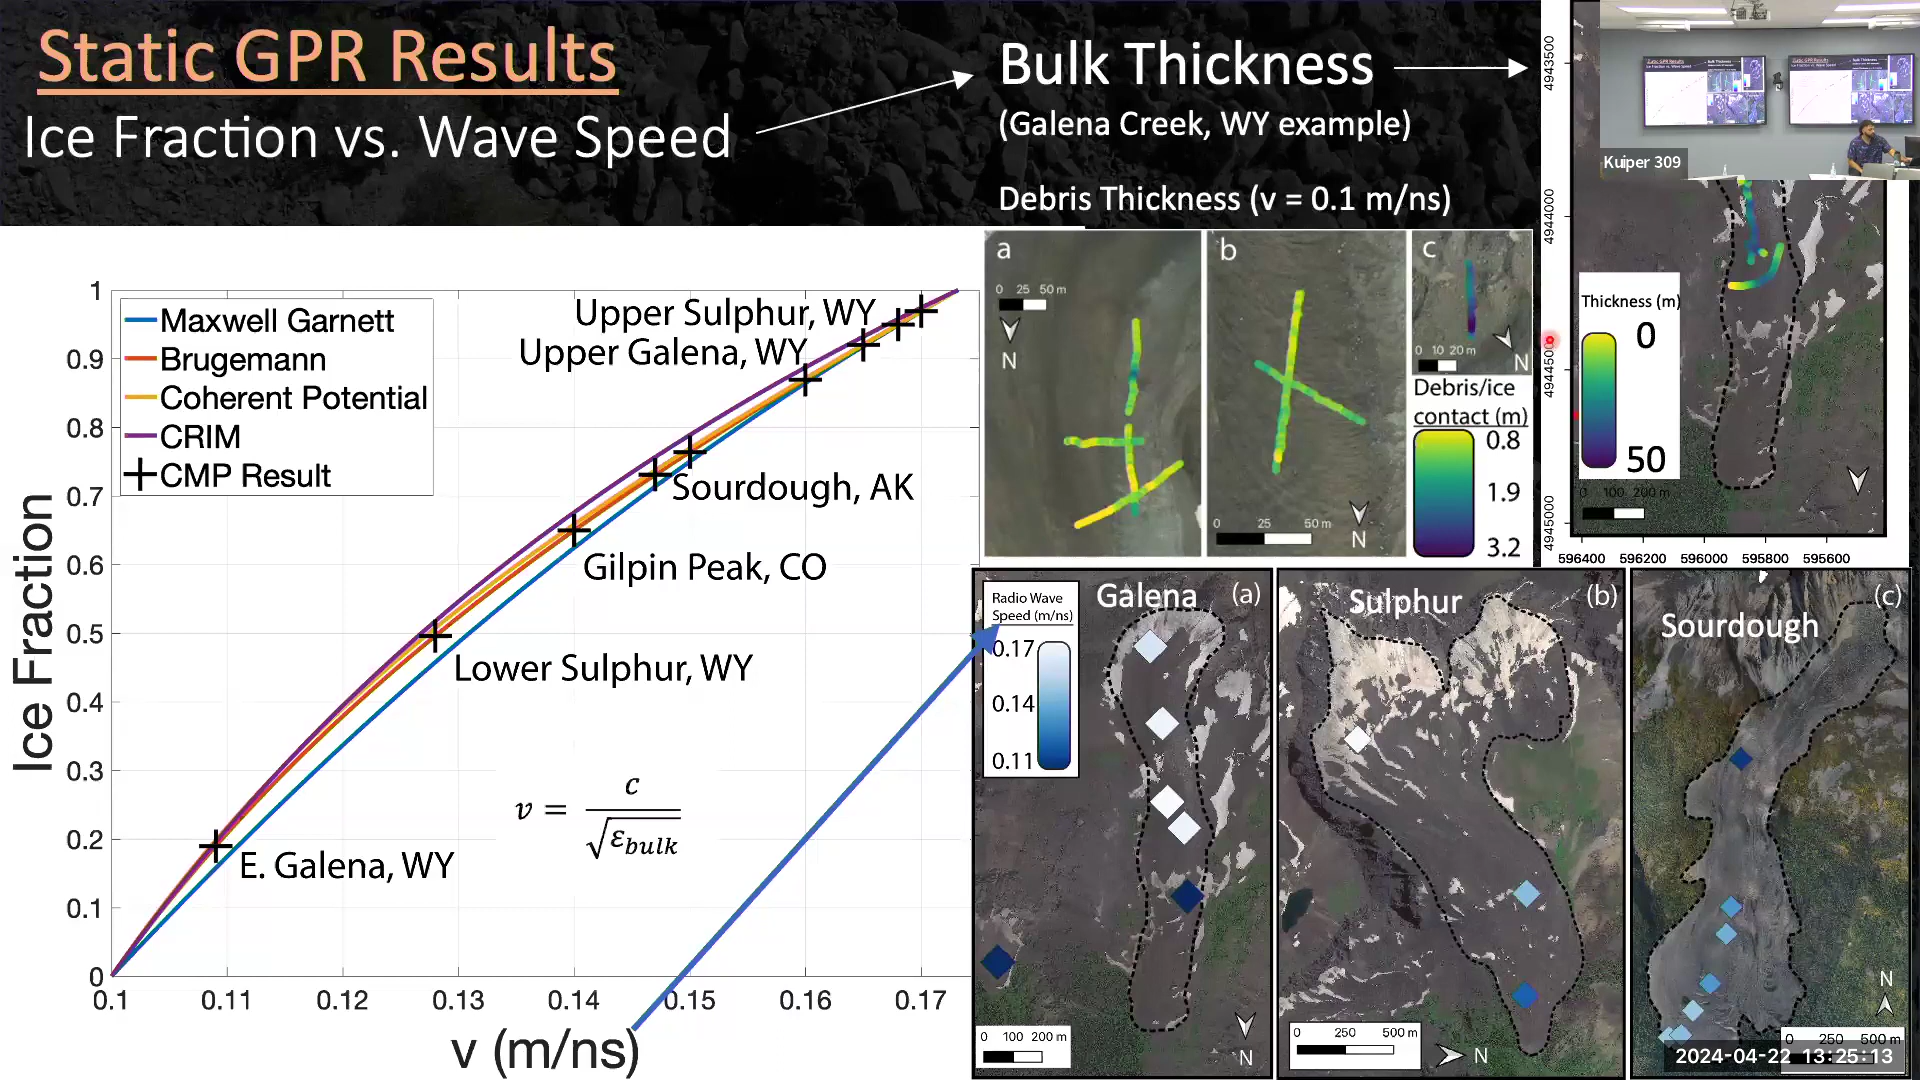 Static GPR Results
Ice Fraction vs. Wave Speed
Bulk Thickness
(Galena Creek, WY example)
Debris Thickness (v = 0.1 m/ns)
Kuiper 309
4943500
4944000
4944500
4945000
Thickness (m)
0
50
0 100 200 m
596400 596200 596000 595800 595600
Ice Fraction
1
0.9
0.8
0.7
0.6
0.5
0.4
0.3
0.2
0.1
0
Maxwell Garnett
Brugemann
Coherent Potential
CRIM
CMP Result
Upper Sulphur, WY
Upper Galena, WY
Sourdough, AK
Gilpin Peak, CO
Lower Sulphur, WY
E. Galena, WY
v = c / √εbulk
0.1 0.11 0.12 0.13 0.14 0.15 0.16 0.17
v (m/ns)
a
0 25 50 m
N
b
0 25 50 m
N
c
0 10 20 m
N
Debris/ice
contact (m)
0.8
1.9
3.2
Radio Wave
Speed (m/ns)
0.17
0.14
0.11
Galena (a)
0 100 200 m
N
Sulphur (b)
0 250 500 m
N
Sourdough (c)
N
0 250 500 m
2024-04-22 13:25:13